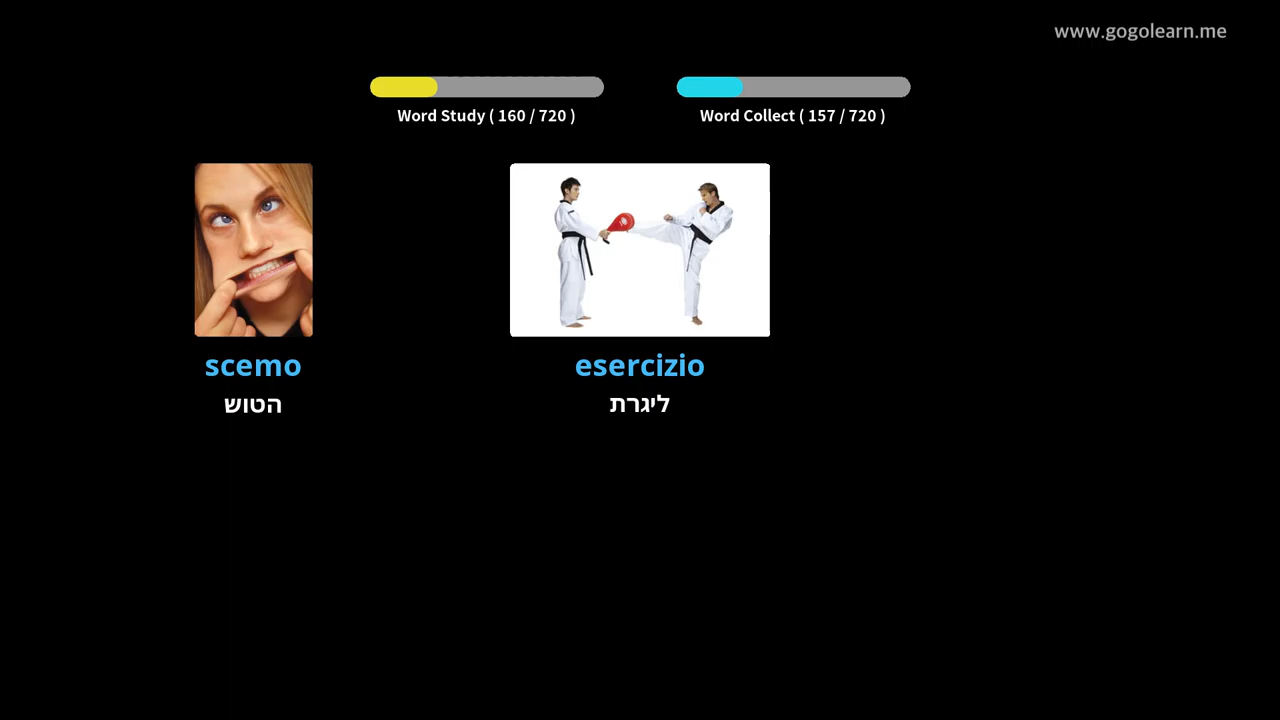 www.gogolearn.me
Word Study ( 160 / 720 )
Word Collect ( 157 / 720 )
scemo
הטוש
esercizio
ליגרת